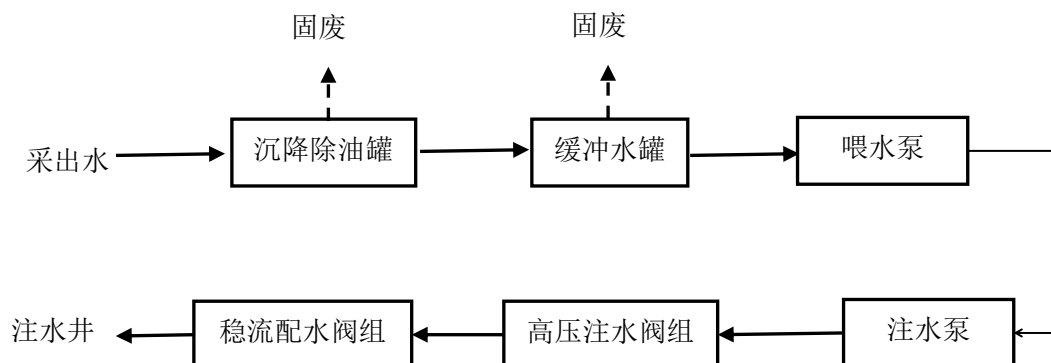 固废
固废
采出水
沉降除油罐
缓冲水罐
喂水泵
注水井
稳流配水阀组
高压注水阀组
注水泵